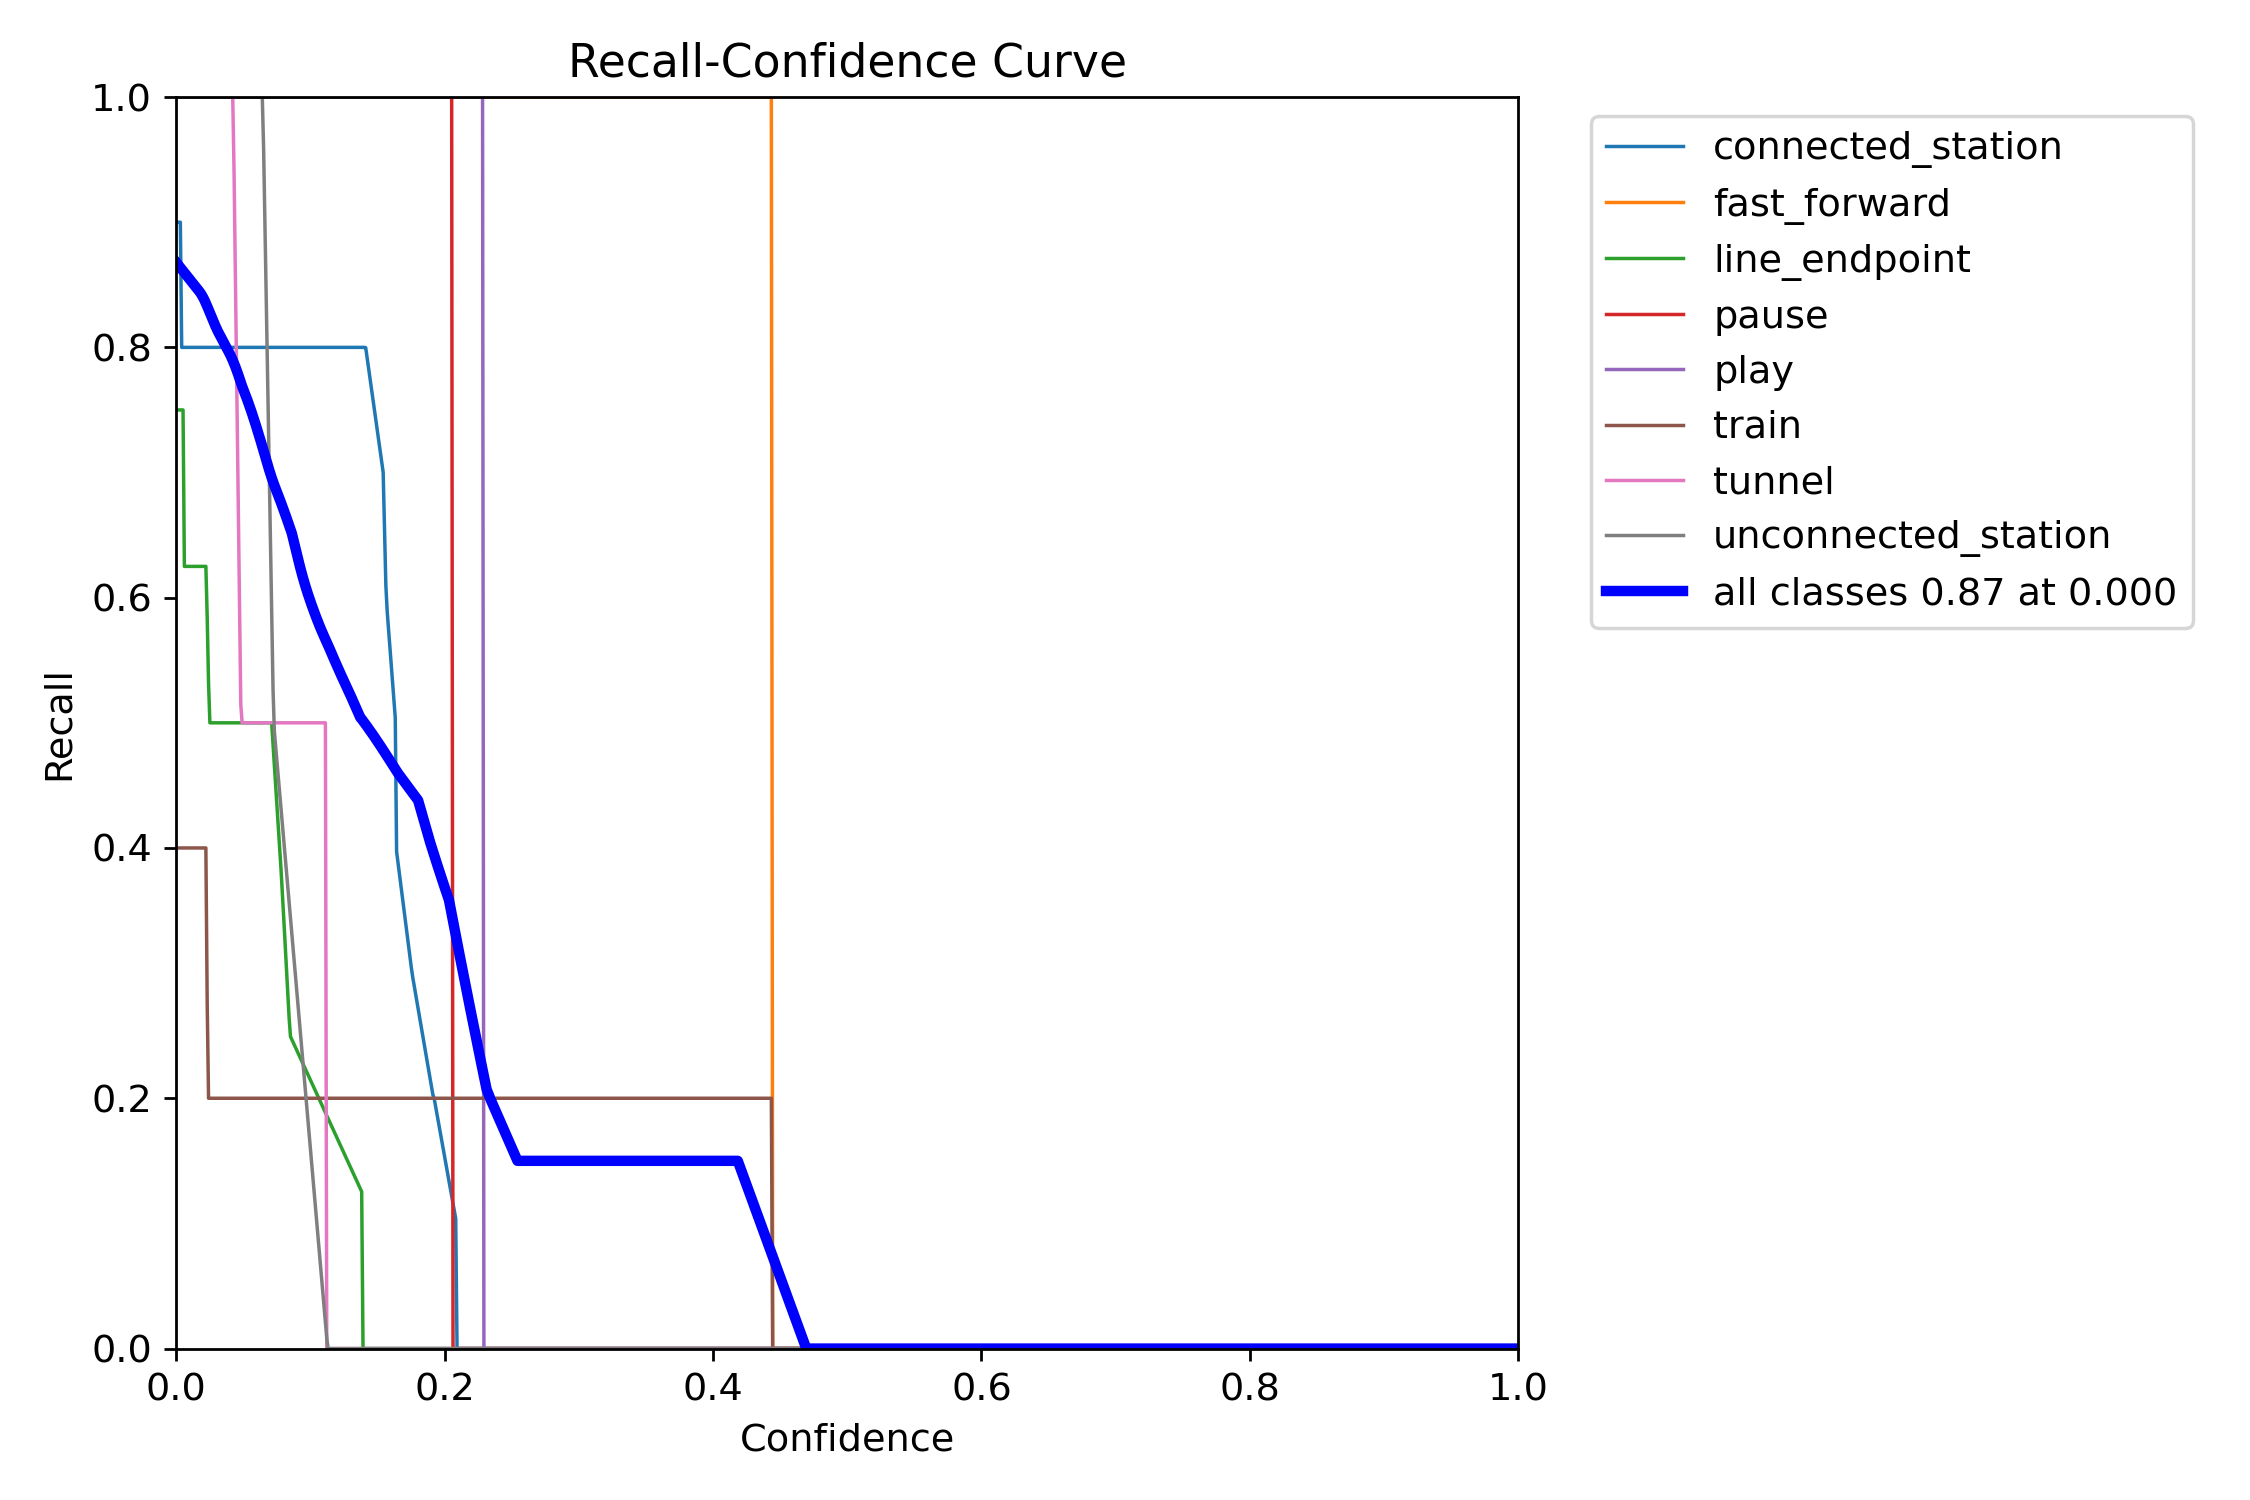 Recall-Confidence Curve
1.0
0.8
0.6
0.4
0.2
0.0
Recall
0.0 0.2 0.4 0.6 0.8 1.0
Confidence
connected_station
fast_forward
line_endpoint
pause
play
train
tunnel
unconnected_station
all classes 0.87 at 0.000